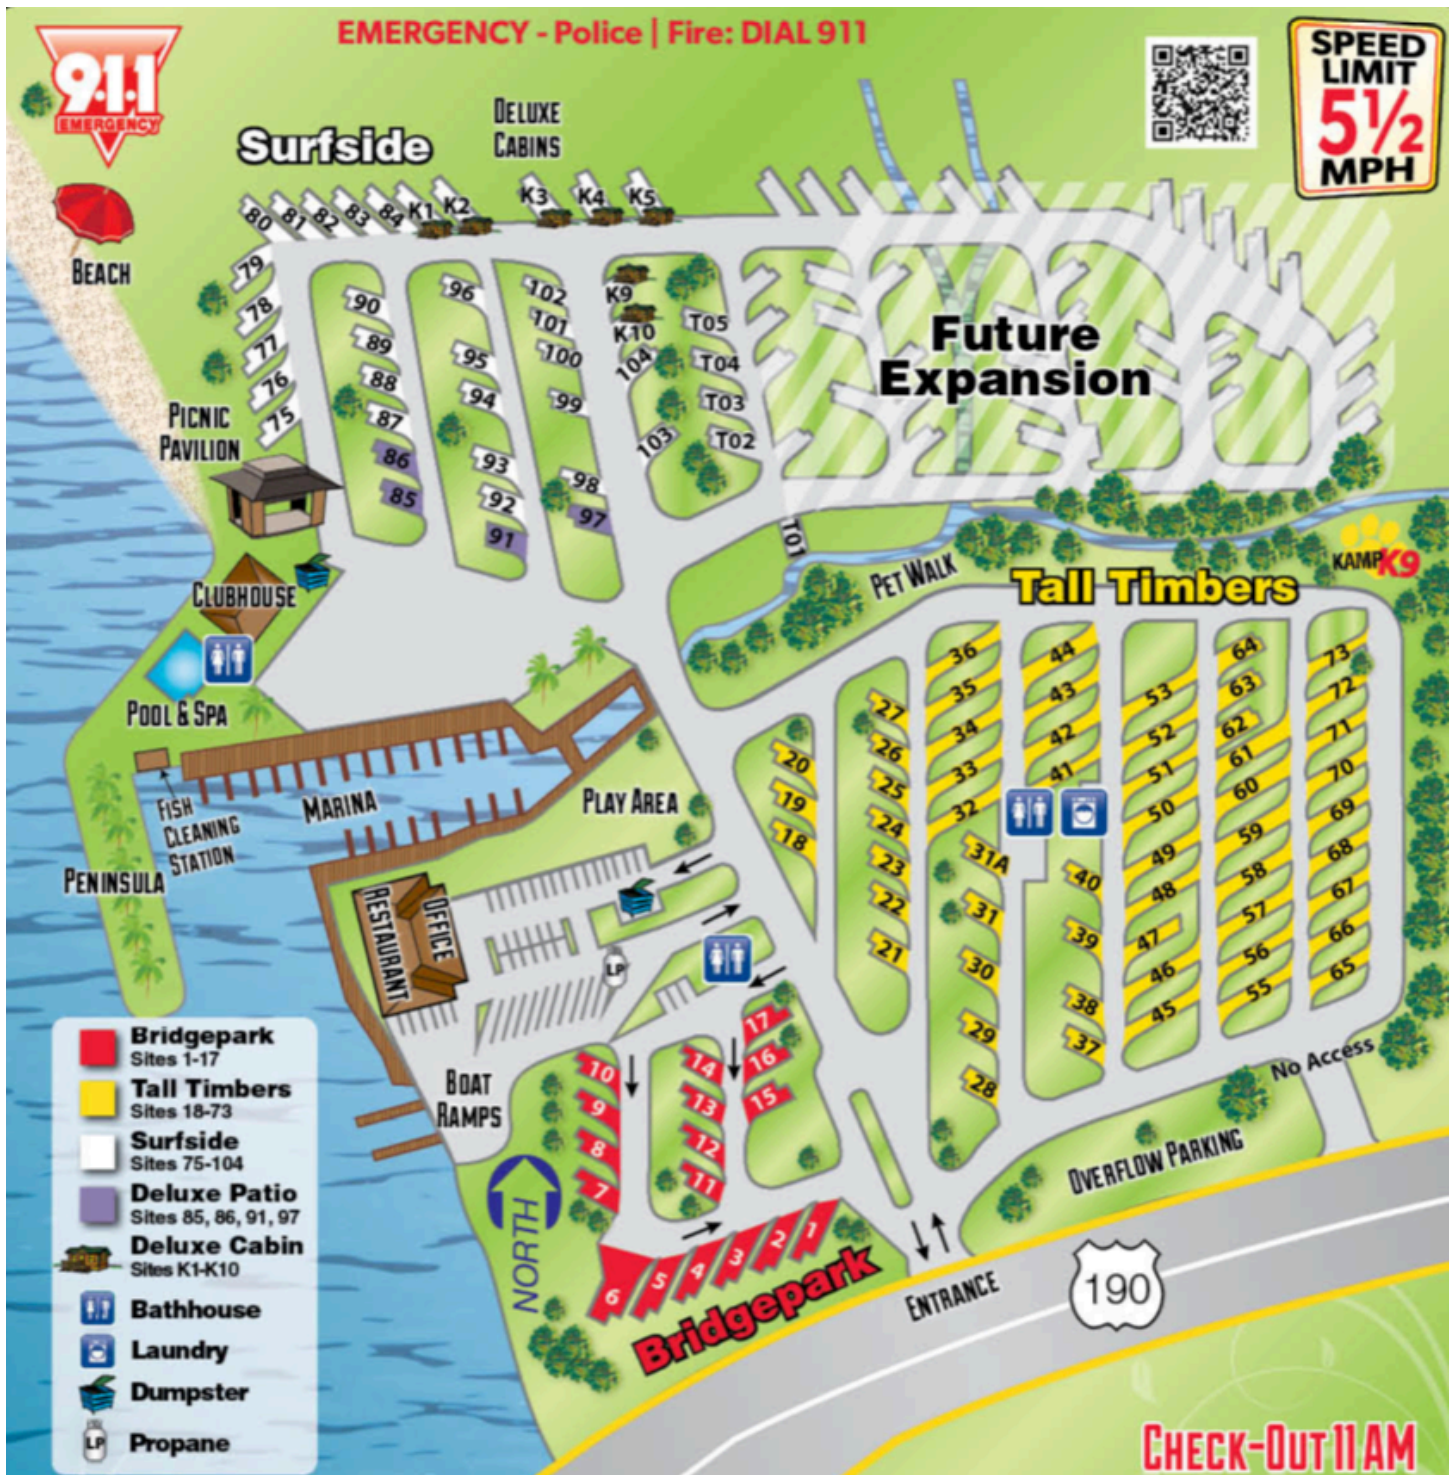 EMERGENCY - Police | Fire: DIAL 911
9.1.1
EMERGENCY
SPEED
LIMIT
5½
MPH
DELUXE
CABINS
Surfside
BEACH
80
81
82
83
84
K1
K2
K3
K4
K5
79
78
77
76
75
90
89
88
87
86
85
96
95
94
93
92
91
102
101
100
99
98
97
K9
K10
104
103
T05
T04
T03
T02
T01
Future
Expansion
PICNIC
PAVILION
CLUBHOUSE
POOL & SPA
PET WALK
KAMP K9
Tall Timbers
36
35
34
33
32
44
43
42
41
53
52
51
50
49
48
47
46
45
64
63
62
61
60
59
58
57
56
55
73
72
71
70
69
68
67
66
65
27
26
25
24
23
22
21
20
19
18
31A
31
30
29
28
40
39
38
37
FISH
CLEANING
STATION
MARINA
PLAY AREA
PENINSULA
RESTAURANT
OFFICE
LP
BOAT
RAMPS
17
16
15
14
13
12
11
10
9
8
7
6
5
4
3
2
1
Bridgepark
NORTH
OVERFLOW PARKING
NO ACCESS
ENTRANCE
190
Bridgepark
Sites 1-17
Tall Timbers
Sites 18-73
Surfside
Sites 75-104
Deluxe Patio
Sites 85, 86, 91, 97
Deluxe Cabin
Sites K1-K10
Bathhouse
Laundry
Dumpster
LP
Propane
CHECK-OUT 11 AM